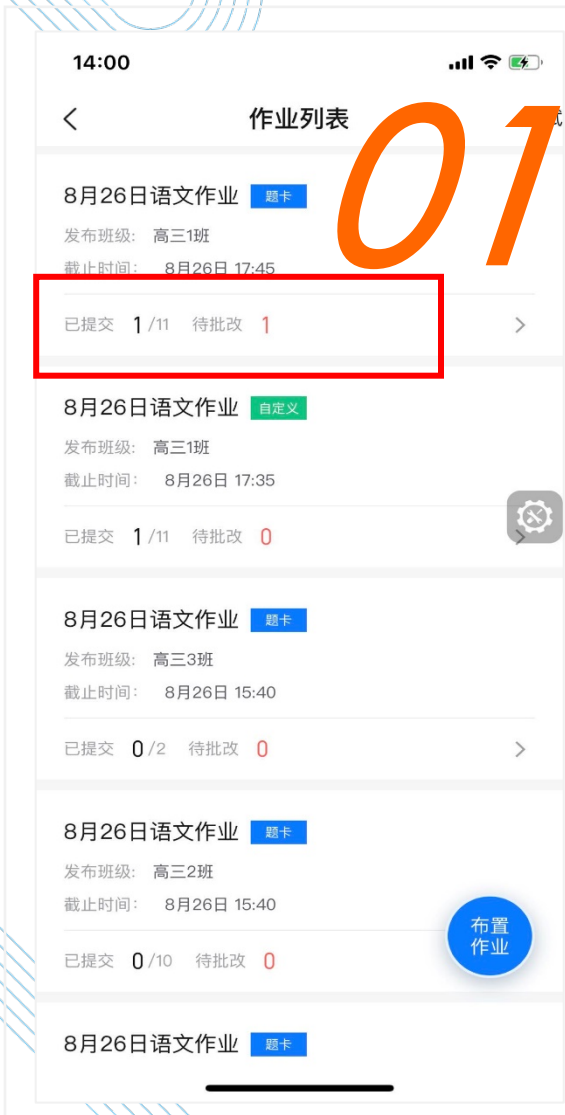 14:00
作业列表
01
8月26日语文作业 题卡
发布班级: 高三1班
截止时间: 8月26日 17:45
已提交 1/11 待批改 1
8月26日语文作业 自定义
发布班级: 高三1班
截止时间: 8月26日 17:35
已提交 1/11 待批改 0
8月26日语文作业 题卡
发布班级: 高三3班
截止时间: 8月26日 15:40
已提交 0/2 待批改 0
8月26日语文作业 题卡
发布班级: 高三2班
截止时间: 8月26日 15:40
布置
作业
已提交 0/10 待批改 0
8月26日语文作业 题卡